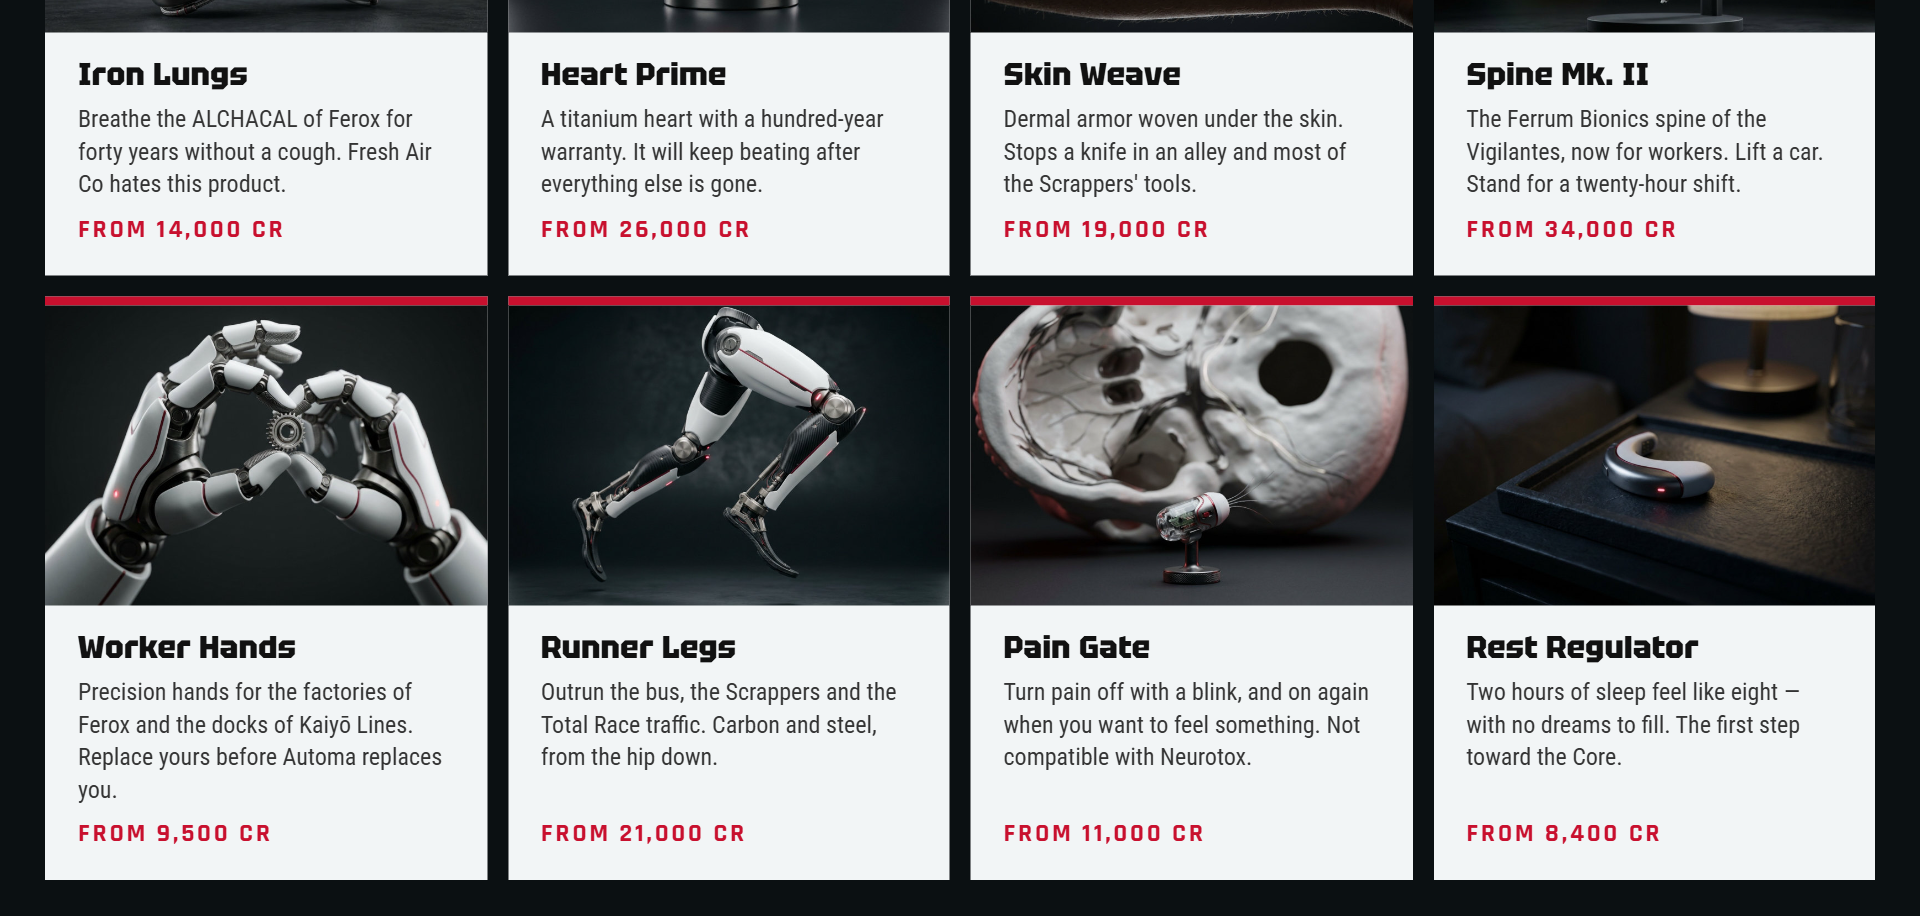 Iron Lungs
Breathe the ALCHACAL of Ferox for
forty years without a cough. Fresh Air
Co hates this product.
FROM 14,000 CR
Heart Prime
A titanium heart with a hundred-year
warranty. It will keep beating after
everything else is gone.
FROM 26,000 CR
Skin Weave
Dermal armor woven under the skin.
Stops a knife in an alley and most of
the Scrappers' tools.
FROM 19,000 CR
Spine Mk. II
The Ferrum Bionics spine of the
Vigilantes, now for workers. Lift a car.
Stand for a twenty-hour shift.
FROM 34,000 CR
Worker Hands
Precision hands for the factories of
Ferox and the docks of Kaiyō Lines.
Replace yours before Automa replaces
you.
FROM 9,500 CR
Runner Legs
Outrun the bus, the Scrappers and the
Total Race traffic. Carbon and steel,
from the hip down.
FROM 21,000 CR
Pain Gate
Turn pain off with a blink, and on again
when you want to feel something. Not
compatible with Neurotox.
FROM 11,000 CR
Rest Regulator
Two hours of sleep feel like eight —
with no dreams to fill. The first step
toward the Core.
FROM 8,400 CR